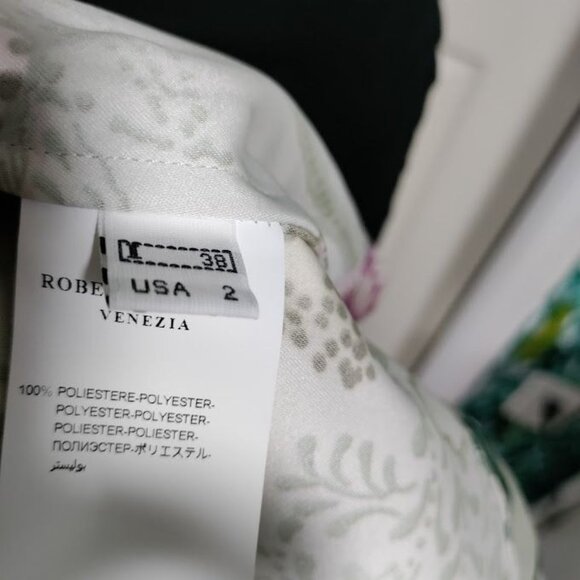 I 38
USA 2
ROBE
VENEZIA
100% POLIESTERE-POLYESTER-
POLYESTER-POLYESTER-
POLIESTER-POLIESTER-
ПОЛИЭСТЕР-ポリエステル-
بوليستر